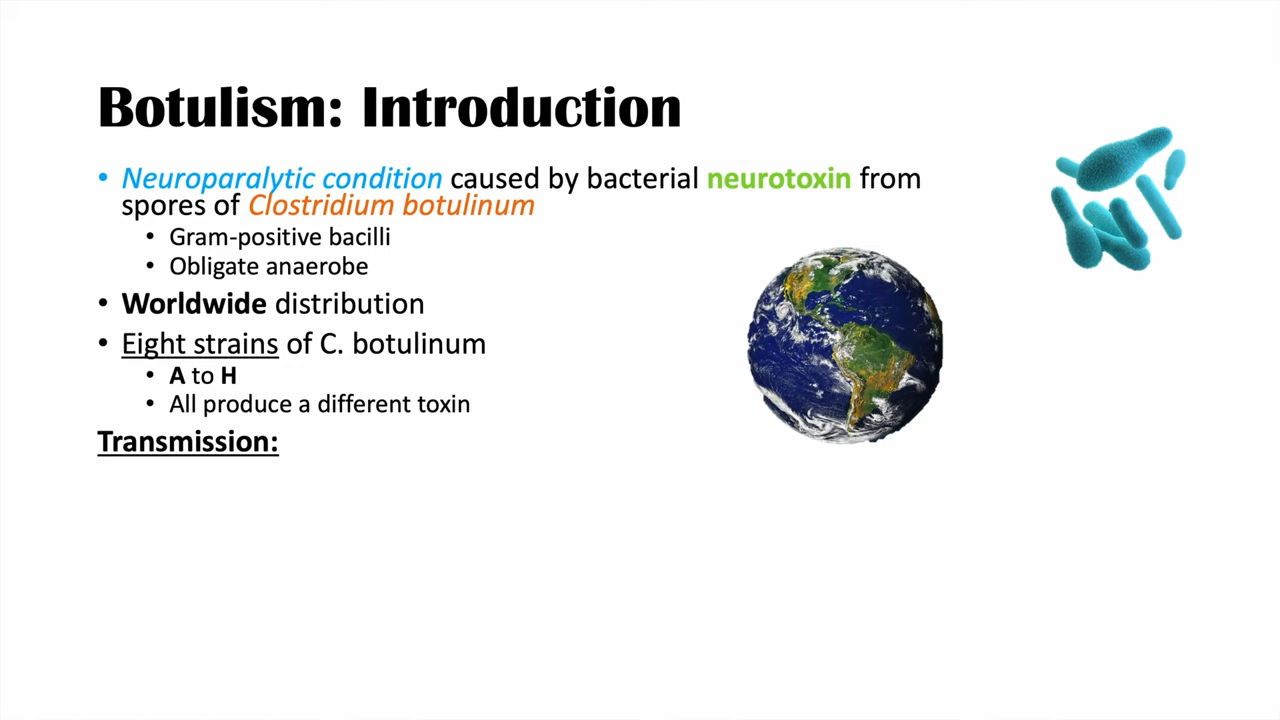 Botulism: Introduction
• Neuroparalytic condition caused by bacterial neurotoxin from
spores of Clostridium botulinum
• Gram-positive bacilli
• Obligate anaerobe
• Worldwide distribution
• Eight strains of C. botulinum
• A to H
• All produce a different toxin
Transmission: